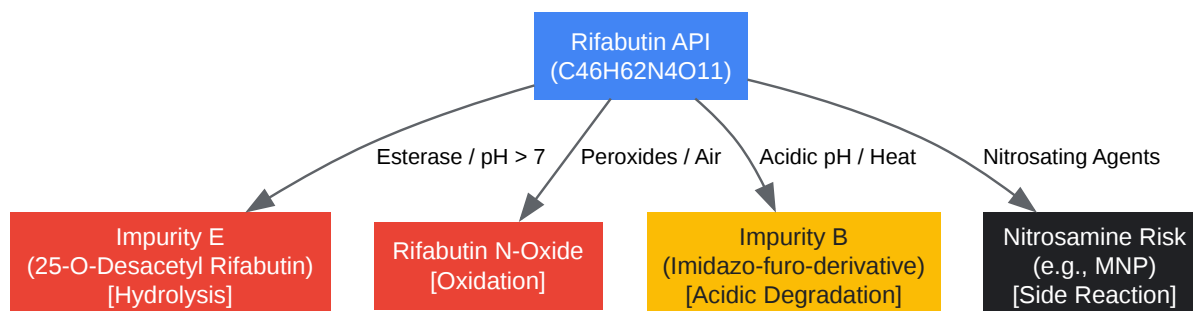 Rifabutin API
(C46H62N4O11)
Esterase / pH > 7
Peroxides / Air
Acidic pH / Heat
Nitrosating Agents
Impurity E
(25-O-Desacetyl Rifabutin)
[Hydrolysis]
Rifabutin N-Oxide
[Oxidation]
Impurity B
(Imidazo-furo-derivative)
[Acidic Degradation]
Nitrosamine Risk
(e.g., MNP)
[Side Reaction]